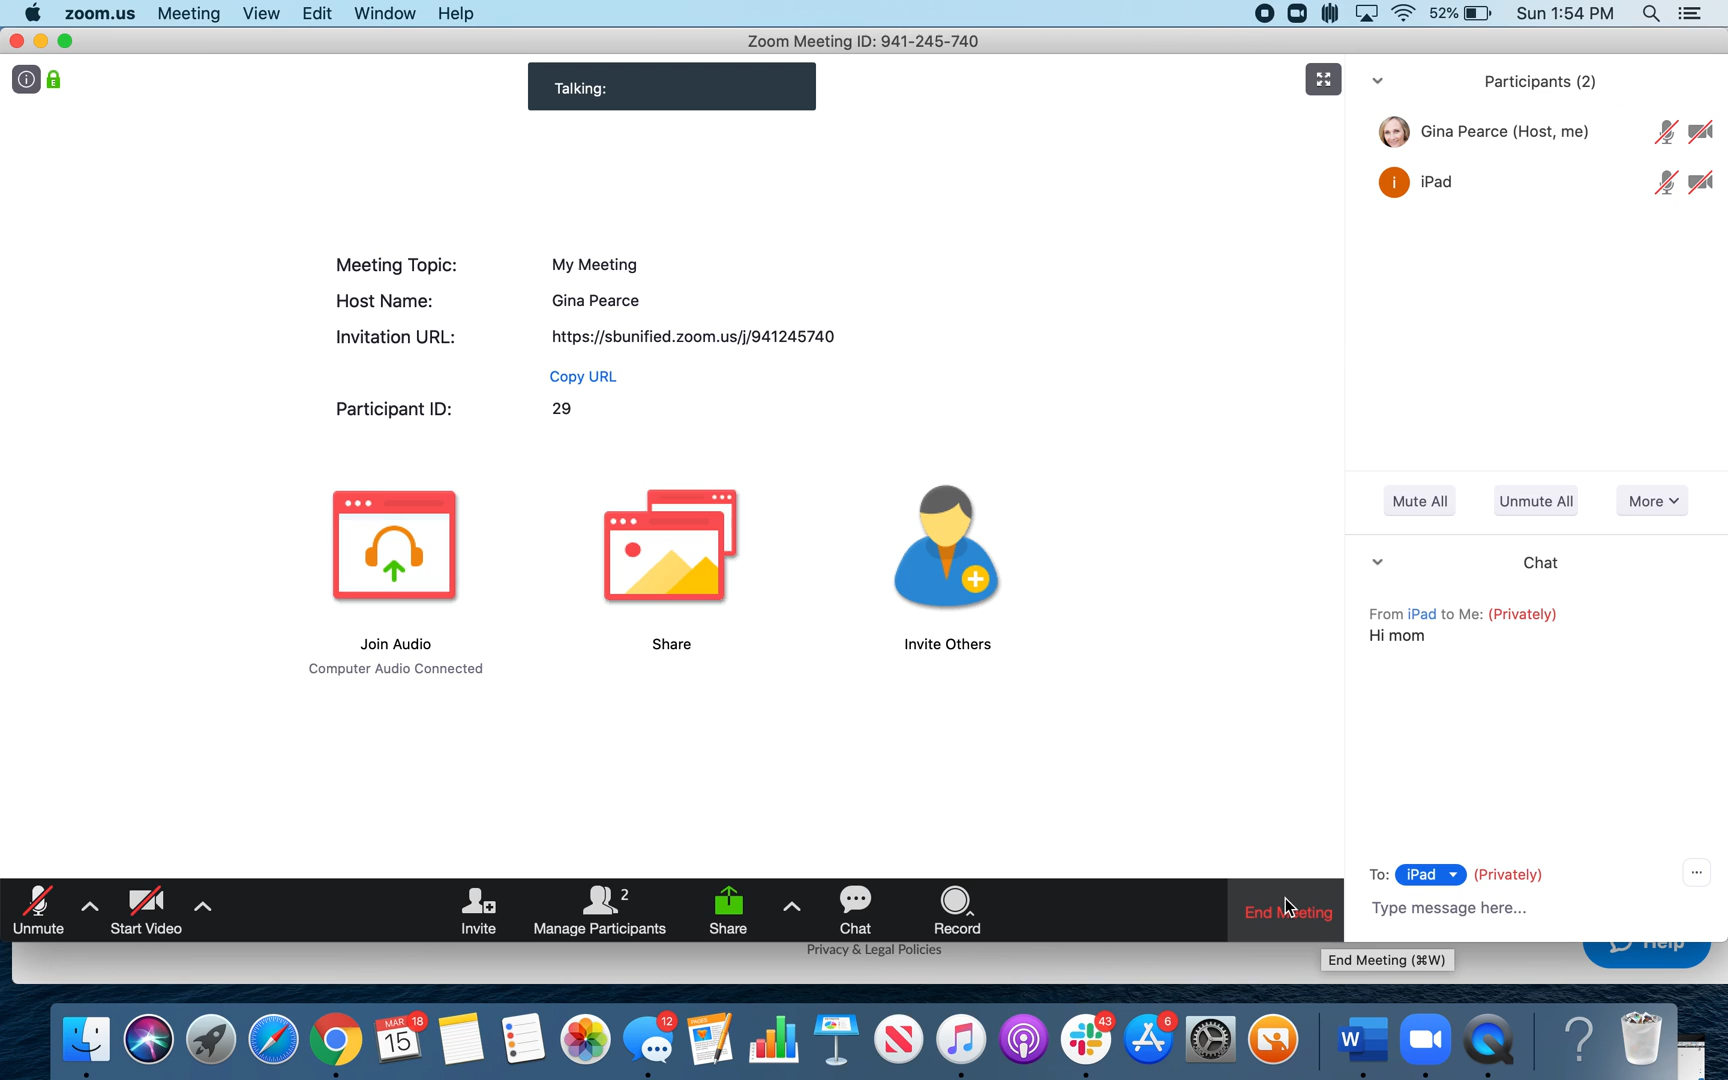 zoom.us Meeting View Edit Window Help 52% Sun 1:54 PM
Zoom Meeting ID: 941-245-740
Talking:
Participants (2)
Gina Pearce (Host, me)
i iPad
Meeting Topic: My Meeting
Host Name: Gina Pearce
Invitation URL: https://sbunified.zoom.us/j/941245740
Copy URL
Participant ID: 29
Mute All Unmute All More
Join Audio Share Invite Others
Computer Audio Connected
Chat
From iPad to Me: (Privately)
Hi mom
To: iPad (Privately)
Type message here...
Unmute Start Video Invite 2 Manage Participants Share Chat Record End Meeting
Privacy & Legal Policies
Help
End Meeting (⌘W)
MAR 18
15
12
PAGES
43
6
W